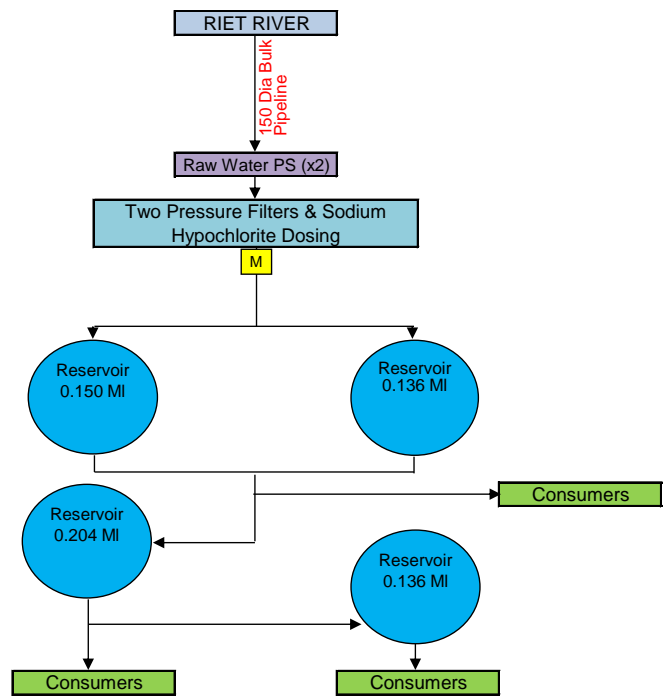 RIET RIVER
150 Dia Bulk
Pipeline
Raw Water PS (x2)
Two Pressure Filters & Sodium
Hypochlorite Dosing
M
Reservoir
0.150 Ml
Reservoir
0.136 Ml
Consumers
Reservoir
0.204 Ml
Reservoir
0.136 Ml
Consumers
Consumers